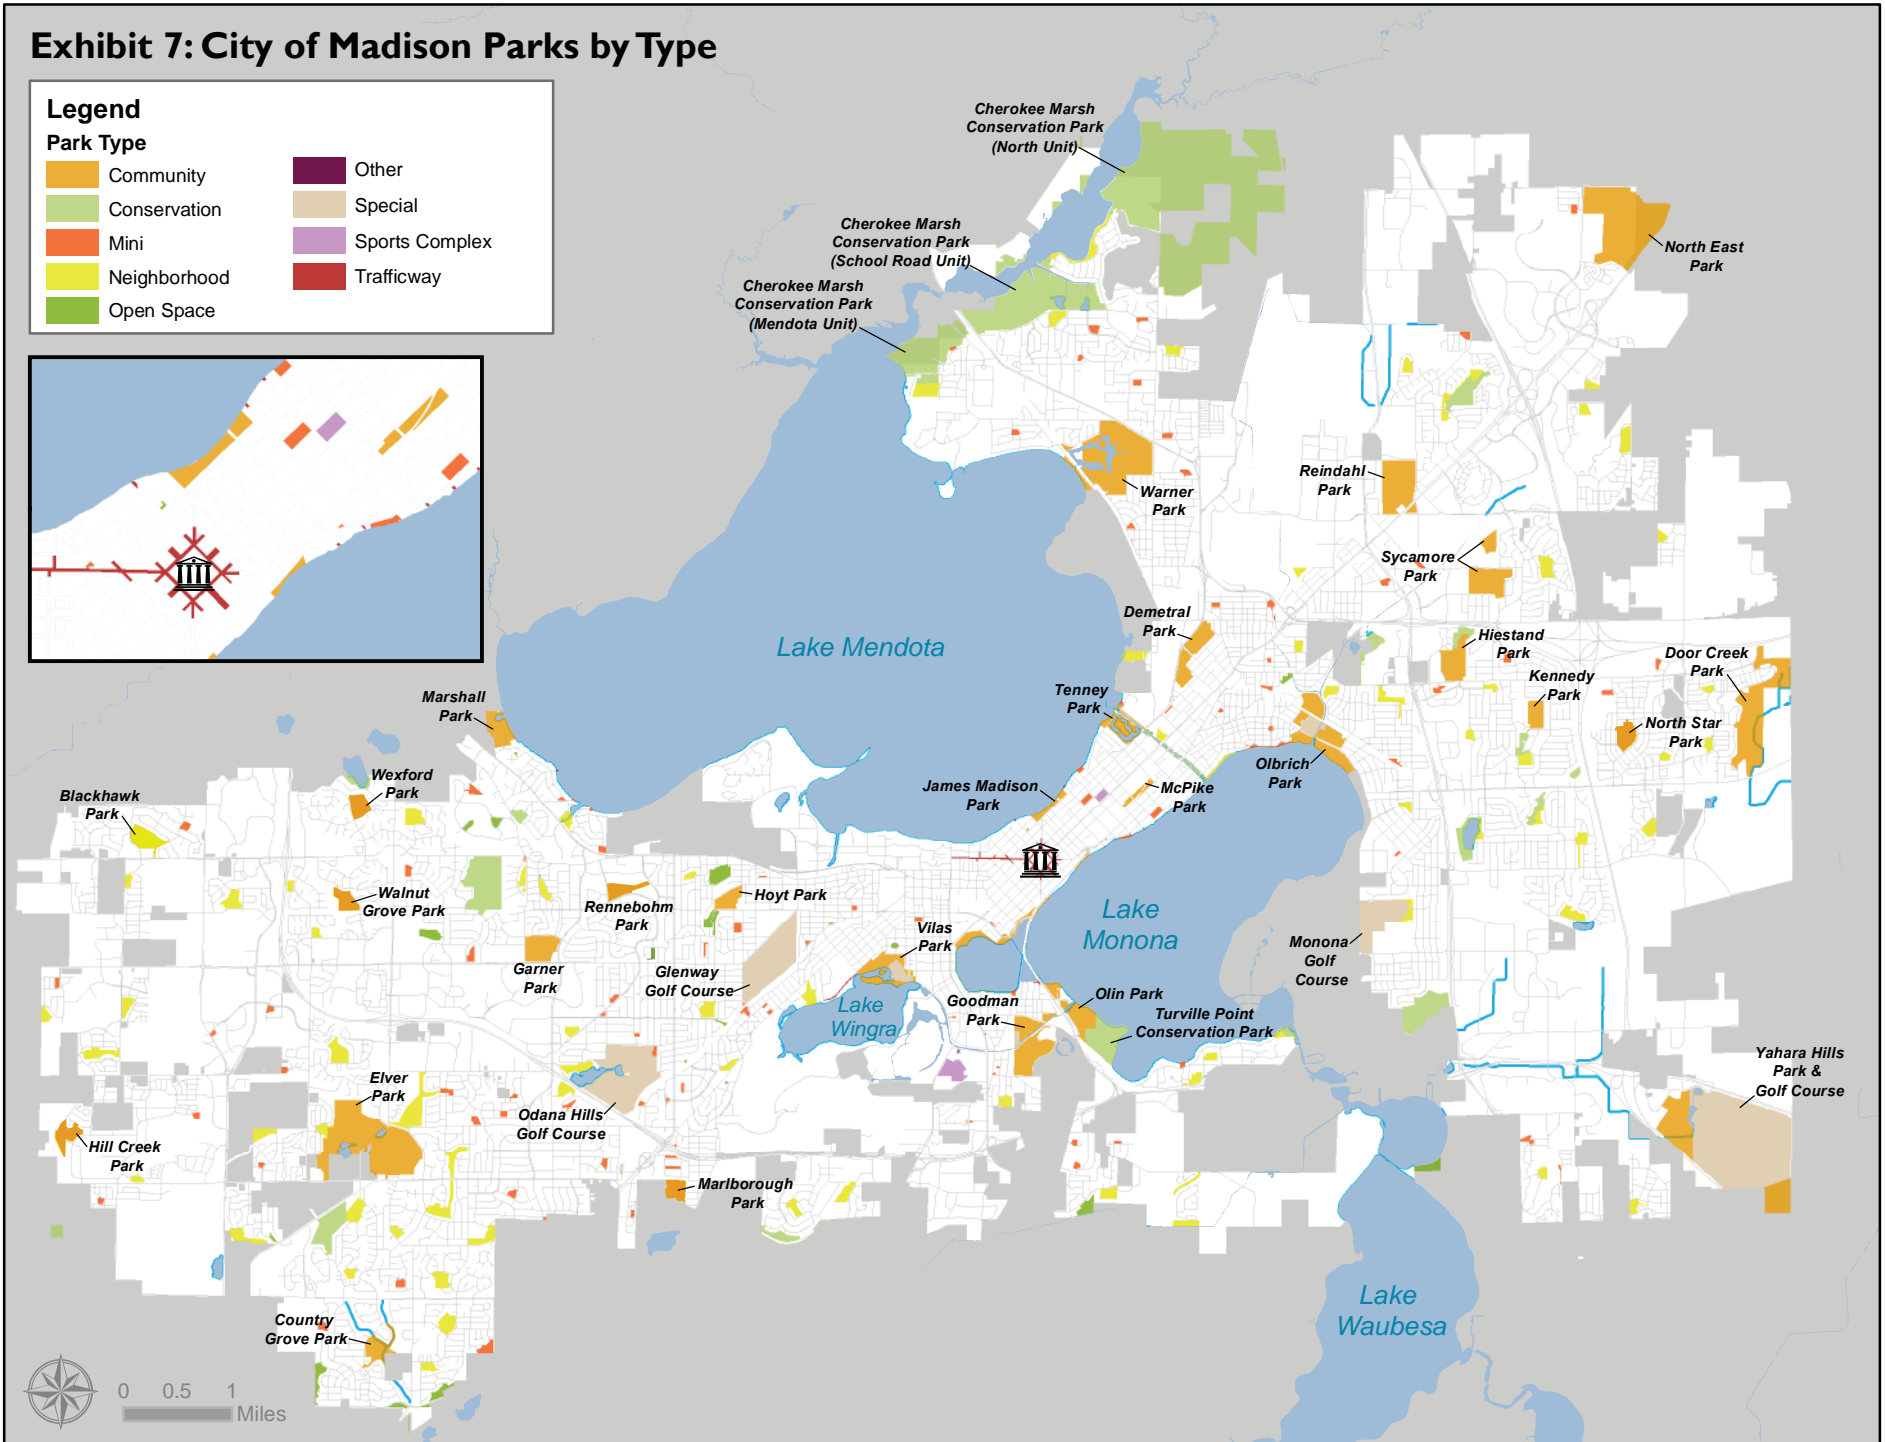 Exhibit 7: City of Madison Parks by Type
Legend
Park Type
Community
Conservation
Mini
Neighborhood
Open Space
Other
Special
Sports Complex
Trafficway
Cherokee Marsh
Conservation Park
(North Unit)
Cherokee Marsh
Conservation Park
(School Road Unit)
Cherokee Marsh
Conservation Park
(Mendota Unit)
North East
Park
Warner
Park
Reindahl
Park
Sycamore
Park
Demetral
Park
Hiestand
Park
Door Creek
Park
Kennedy
Park
North Star
Park
Lake Mendota
Tenney
Park
Marshall
Park
Olbrich
Park
McPike
Park
James Madison
Park
Wexford
Park
Blackhawk
Park
Walnut
Grove Park
Rennebohm
Park
Hoyt Park
Lake
Monona
Vilas
Park
Monona
Golf
Course
Garner
Park
Glenway
Golf Course
Lake
Wingra
Goodman
Park
Olin Park
Turville Point
Conservation Park
Yahara Hills
Park &
Golf Course
Elver
Park
Odana Hills
Golf Course
Hill Creek
Park
Marlborough
Park
Lake
Waubesa
Country
Grove Park
0 0.5 1
Miles